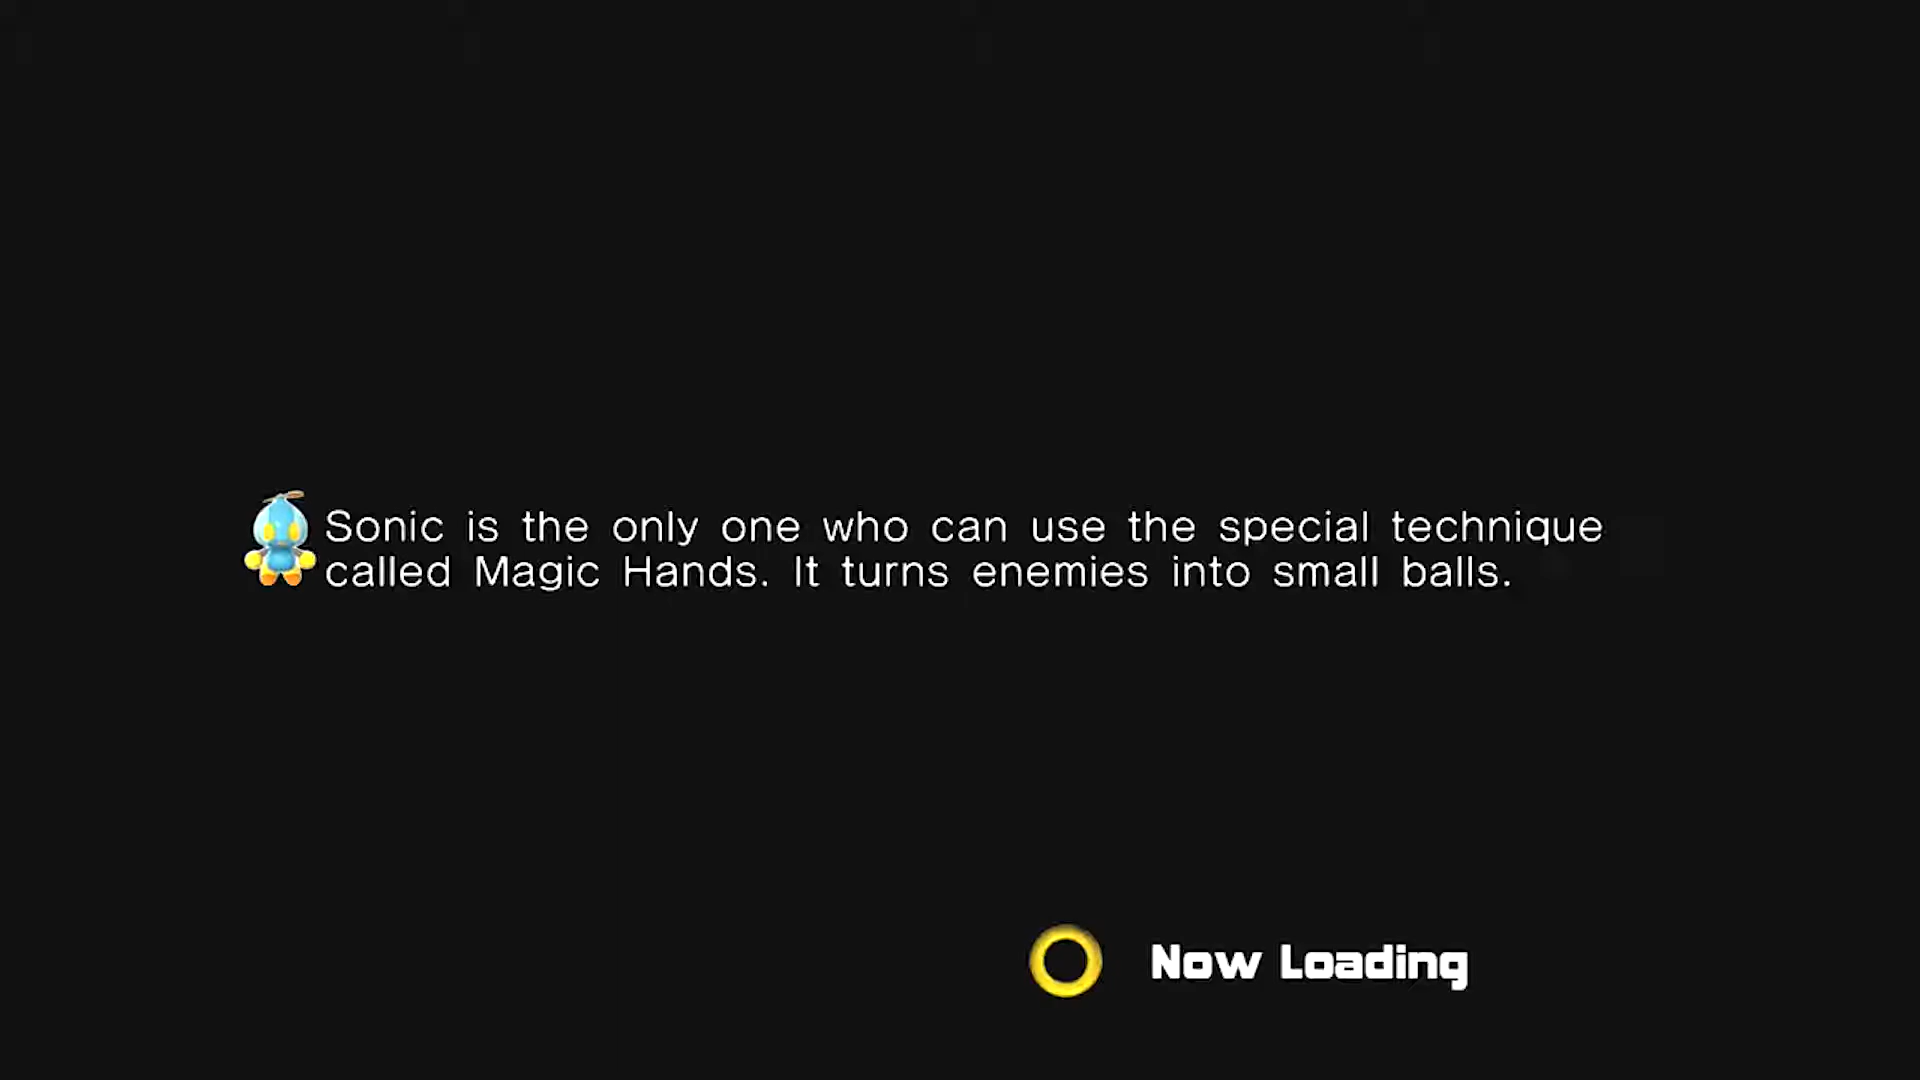 Sonic is the only one who can use the special technique
called Magic Hands. It turns enemies into small balls.
Now Loading